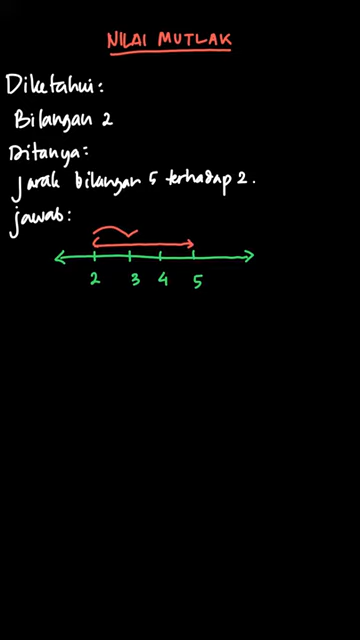 NILAI MUTLAK
Diketahui:
Bilangan 2
Ditanya:
Jarak bilangan 5 terhadap 2.
Jawab:
2 3 4 5